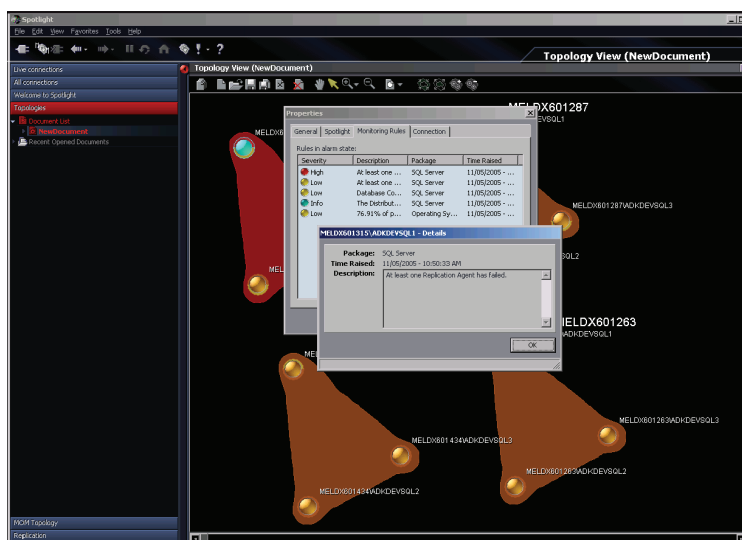 Spotlight
File Edit View Favorites Tools Help
Topology View (NewDocument)
Live connections
All connections
Welcome to Spotlight
Topologies
Document List
NewDocument
Recent Opened Documents
Topology View (NewDocument)
MELDX601287
Properties
General Spotlight Monitoring Rules Connection
Rules in alarm state:
Severity Description Package Time Raised
High At least one ... SQL Server 11/05/2005 - ...
Low At least one ... SQL Server 11/05/2005 - ...
Low Database Co... SQL Server 11/05/2005 - ...
Info The Distribut... SQL Server 11/05/2005 - ...
Low 76.91% of p... Operating Sy... 11/05/2005 - ...
MELDX601287\ADKDEVSQL3
MELDX601315\ADKDEVSQL1 - Details
Package: SQL Server
Time Raised: 11/05/2005 - 10:50:33 AM
Description: At least one Replication Agent has failed.
OK
MELDX601263
MELDX601263\ADKDEVSQL3
MELDX601434\ADKDEVSQL3
MELDX601263\ADKDEVSQL2
MELDX601434\ADKDEVSQL2
MOM Topology
Replication